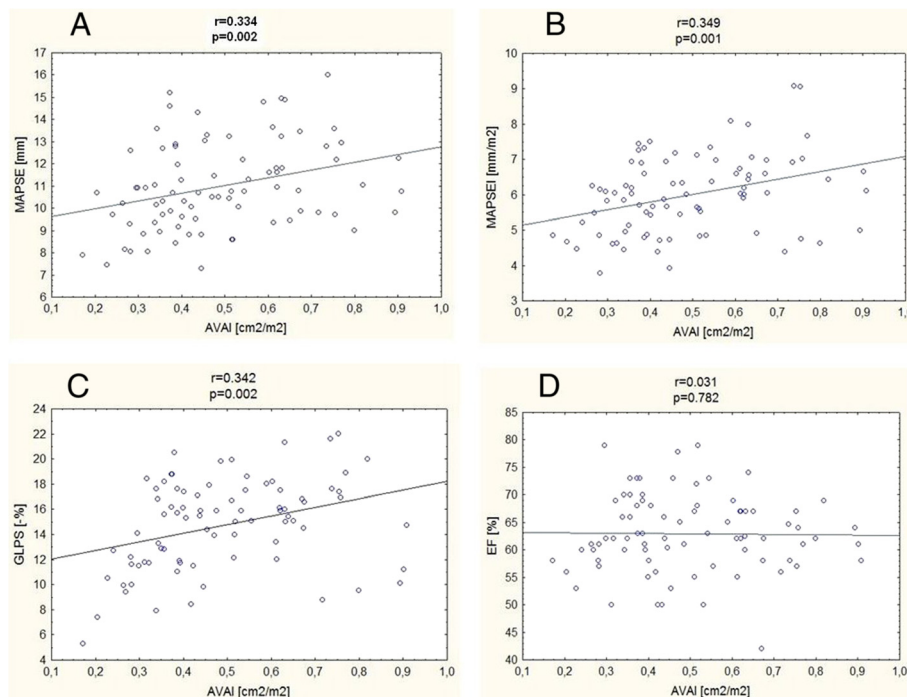 A
r=0.334
p=0.002
17
16
15
14
13
12
11
10
9
8
7
6
MAPSE [mm]
0,1 0,2 0,3 0,4 0,5 0,6 0,7 0,8 0,9 1,0
AVAI [cm2/m2]
B
r=0.349
p=0.001
10
9
8
7
6
5
4
3
MAPSEI [mm/m2]
0,1 0,2 0,3 0,4 0,5 0,6 0,7 0,8 0,9 1,0
AVAI [cm2/m2]
C
r=0.342
p=0.002
24
22
20
18
16
14
12
10
8
6
4
GLPS [-%]
0,1 0,2 0,3 0,4 0,5 0,6 0,7 0,8 0,9 1,0
AVAI [cm2/m2]
D
r=0.031
p=0.782
85
80
75
70
65
60
55
50
45
40
EF [%]
0,1 0,2 0,3 0,4 0,5 0,6 0,7 0,8 0,9 1,0
AVAI [cm2/m2]